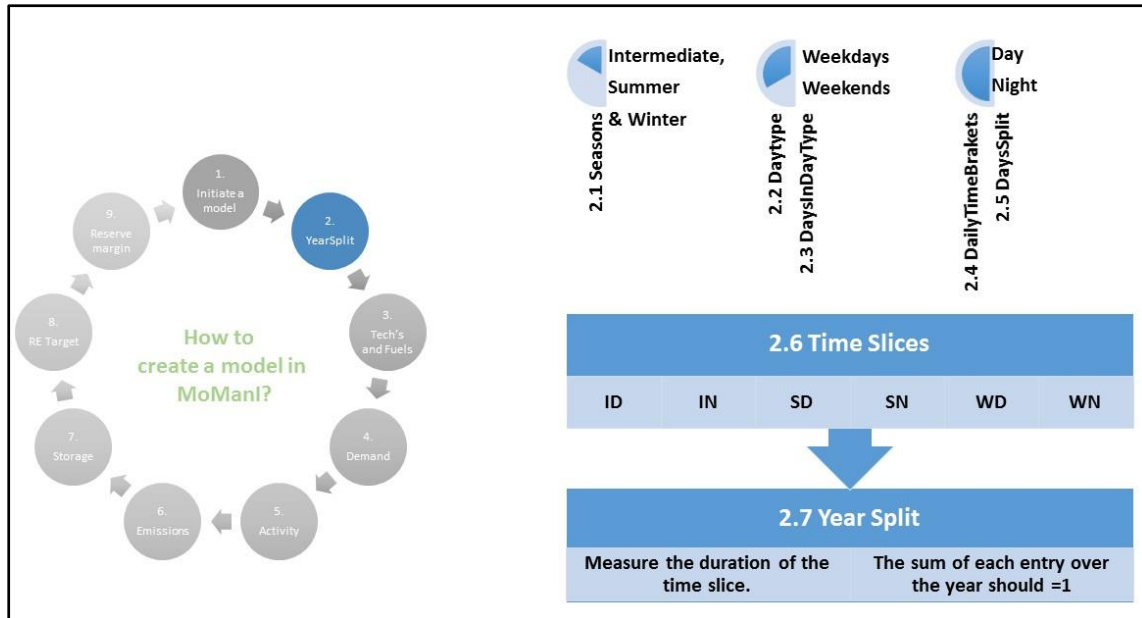 1.
Initiate a
model
2.
YearSplit
3.
Tech's
and Fuels
4.
Demand
5.
Activity
6.
Emissions
7.
Storage
8.
RE Target
9.
Reserve
margin
How to
create a model in
MoManI?
Intermediate,
Summer
& Winter
2.1 Seasons
Weekdays
Weekends
2.2 Daytype
2.3 DaysInDayType
Day
Night
2.4 DailyTimeBrakets
2.5 DaysSplit
2.6 Time Slices
ID IN SD SN WD WN
2.7 Year Split
Measure the duration of the
time slice.
The sum of each entry over
the year should =1